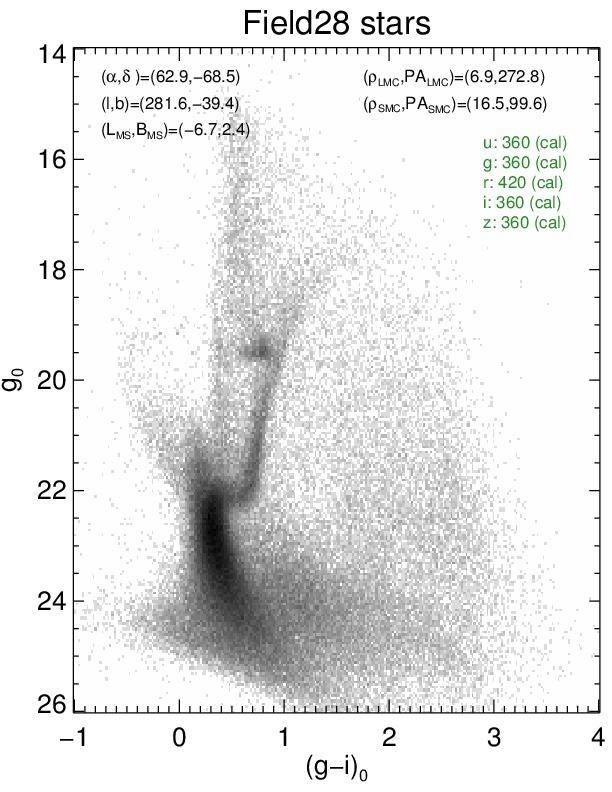 Field28 stars
(α,δ )=(62.9,−68.5)
(ρLMC,PALMC)=(6.9,272.8)
(l,b)=(281.6,−39.4)
(ρSMC,PASMC)=(16.5,99.6)
(LMS,BMS)=(−6.7,2.4)
u: 360 (cal)
g: 360 (cal)
r: 420 (cal)
i: 360 (cal)
z: 360 (cal)
14
16
18
20
22
24
26
g0
−1 0 1 2 3 4
(g−i)0